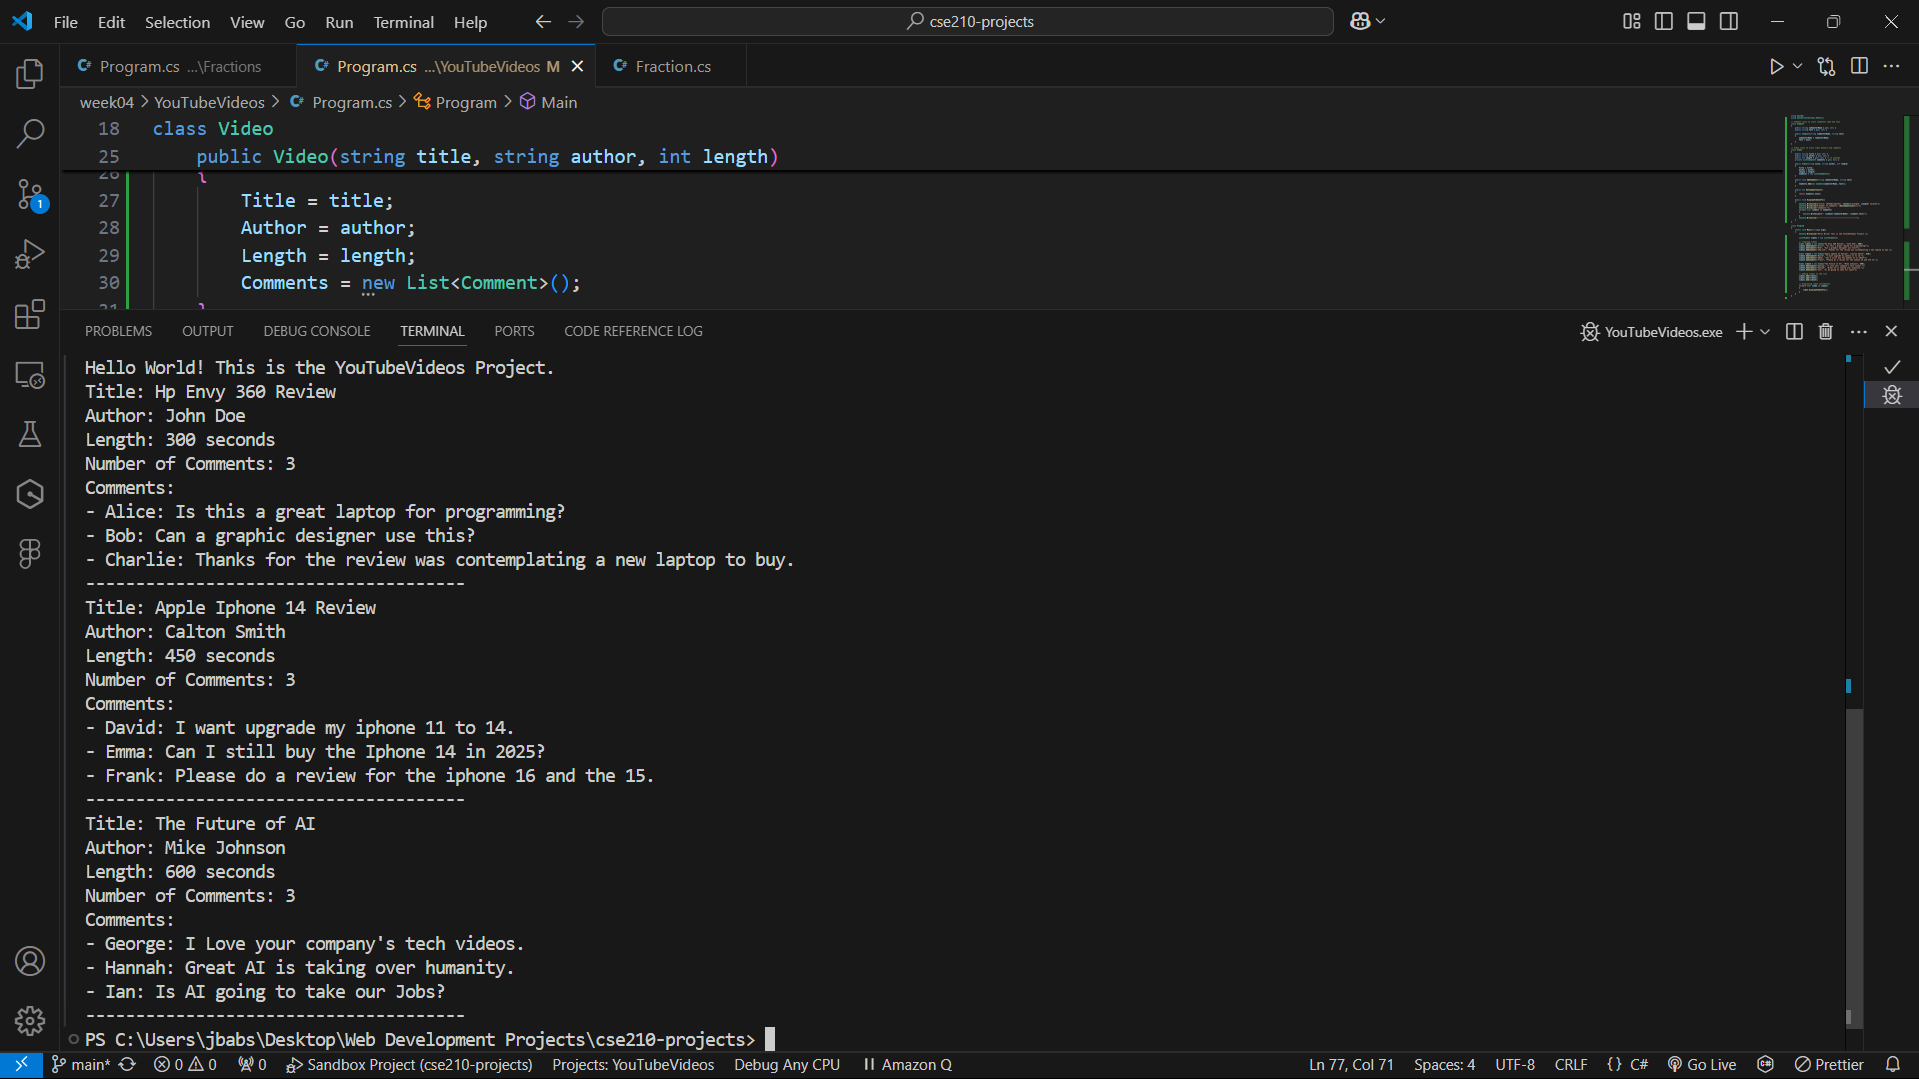 File Edit Selection View Go Run Terminal Help
cse210-projects
Program.cs ...\Fractions
Program.cs ...\YouTubeVideos M
Fraction.cs
week04 > YouTubeVideos > Program.cs > Program > Main
18 class Video
25 public Video(string title, string author, int length)
26 {
27 Title = title;
28 Author = author;
29 Length = length;
30 Comments = new List<Comment>();
31 }
PROBLEMS OUTPUT DEBUG CONSOLE TERMINAL PORTS CODE REFERENCE LOG
YouTubeVideos.exe
1
Hello World! This is the YouTubeVideos Project.
Title: Hp Envy 360 Review
Author: John Doe
Length: 300 seconds
Number of Comments: 3
Comments:
- Alice: Is this a great laptop for programming?
- Bob: Can a graphic designer use this?
- Charlie: Thanks for the review was contemplating a new laptop to buy.
--------------------------------------
Title: Apple Iphone 14 Review
Author: Calton Smith
Length: 450 seconds
Number of Comments: 3
Comments:
- David: I want upgrade my iphone 11 to 14.
- Emma: Can I still buy the Iphone 14 in 2025?
- Frank: Please do a review for the iphone 16 and the 15.
--------------------------------------
Title: The Future of AI
Author: Mike Johnson
Length: 600 seconds
Number of Comments: 3
Comments:
- George: I Love your company's tech videos.
- Hannah: Great AI is taking over humanity.
- Ian: Is AI going to take our Jobs?
--------------------------------------
PS C:\Users\jbabs\Desktop\Web Development Projects\cse210-projects>
main* 0 0 0 Sandbox Project (cse210-projects) Projects: YouTubeVideos Debug Any CPU Amazon Q Ln 77, Col 71 Spaces: 4 UTF-8 CRLF {} C# Go Live Prettier